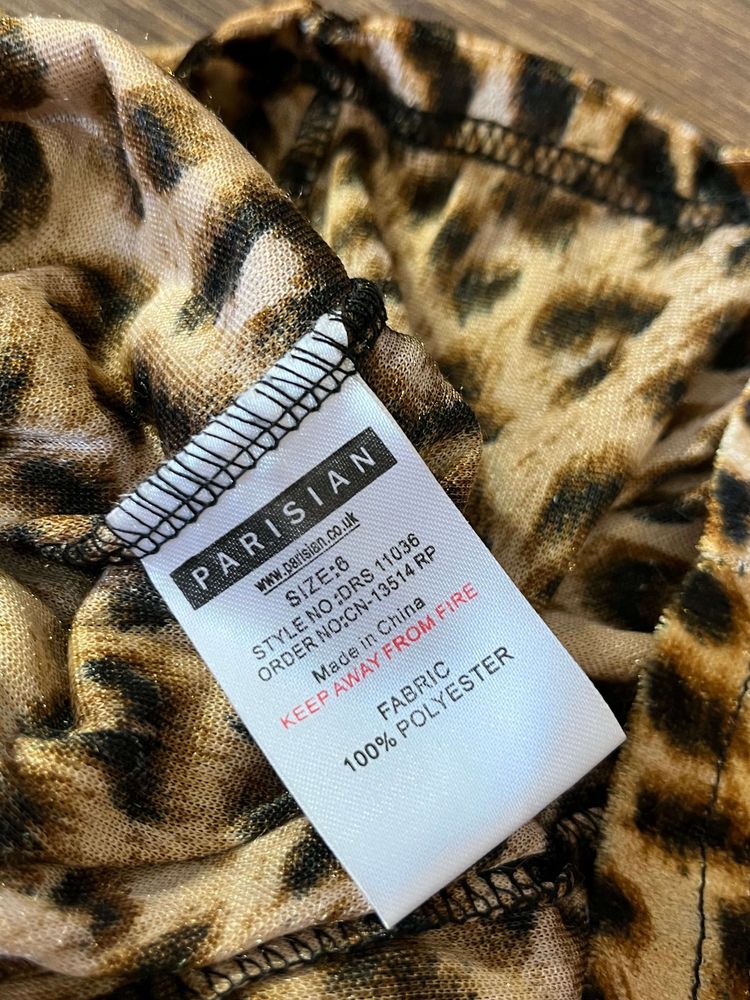 PARISIAN
www.parisian.co.uk
SIZE:6
STYLE NO:DRS 11036
ORDER NO:CN-13514 RP
Made in China
KEEP AWAY FROM FIRE
FABRIC
100% POLYESTER